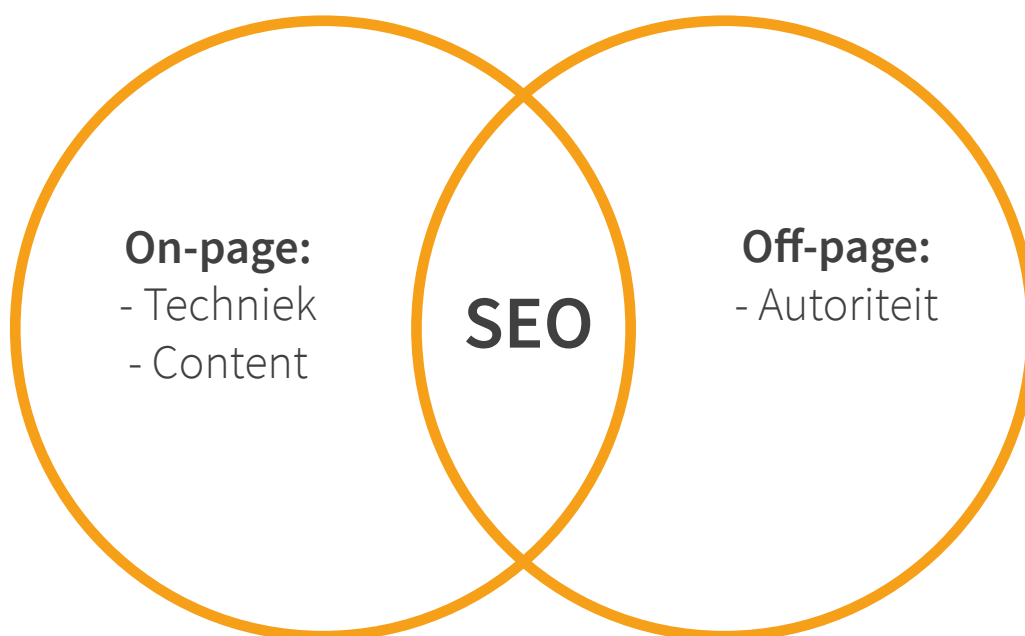 On-page:
- Techniek
- Content
SEO
Off-page:
- Autoriteit